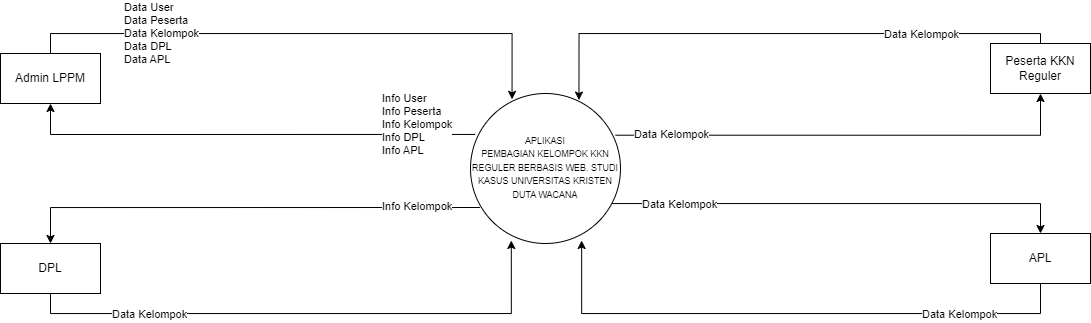 Data User
Data Peserta
Data Kelompok
Data DPL
Data APL
Admin LPPM
Info User
Info Peserta
Info Kelompok
Info DPL
Info APL
Data Kelompok
Peserta KKN
Reguler
Data Kelompok
APLIKASI
PEMBAGIAN KELOMPOK KKN
REGULER BERBASIS WEB. STUDI
KASUS UNIVERSITAS KRISTEN
DUTA WACANA
Info Kelompok
DPL
Data Kelompok
Data Kelompok
APL
Data Kelompok